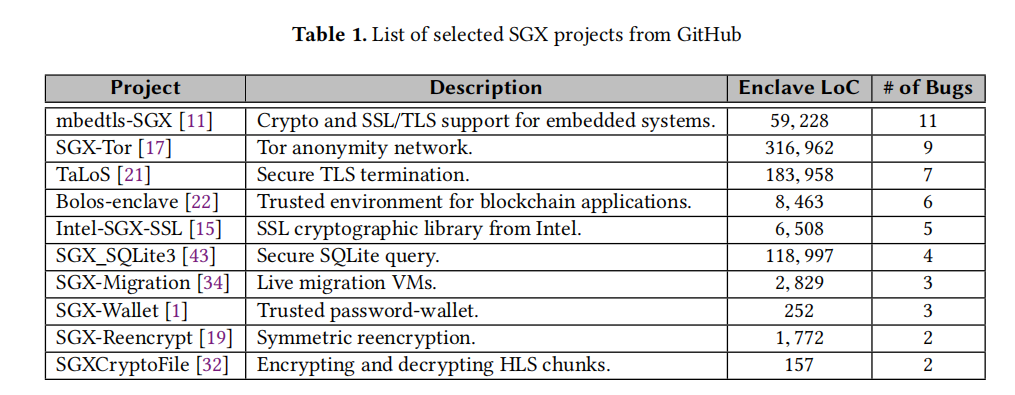 Table 1. List of selected SGX projects from GitHub
Project Description Enclave LoC # of Bugs
mbedtls-SGX [11] Crypto and SSL/TLS support for embedded systems. 59, 228 11
SGX-Tor [17] Tor anonymity network. 316, 962 9
TaLoS [21] Secure TLS termination. 183, 958 7
Bolos-enclave [22] Trusted environment for blockchain applications. 8, 463 6
Intel-SGX-SSL [15] SSL cryptographic library from Intel. 6, 508 5
SGX_SQLite3 [43] Secure SQLite query. 118, 997 4
SGX-Migration [34] Live migration VMs. 2, 829 3
SGX-Wallet [1] Trusted password-wallet. 252 3
SGX-Reencrypt [19] Symmetric reencryption. 1, 772 2
SGXCryptoFile [32] Encrypting and decrypting HLS chunks. 157 2